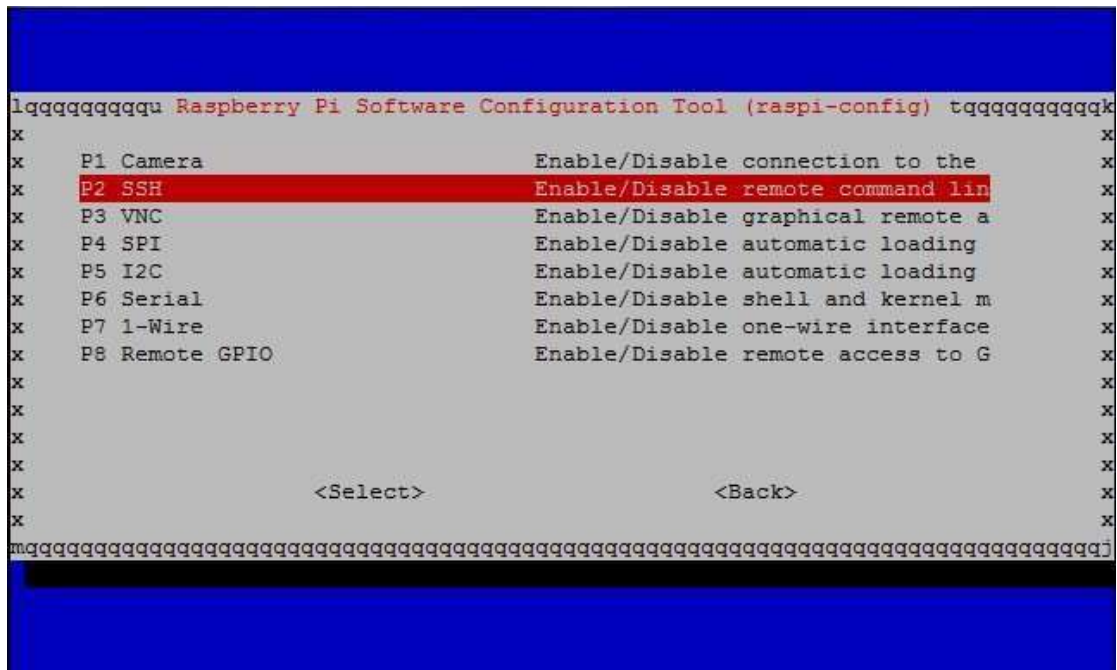 lqqqqqqqqqu Raspberry Pi Software Configuration Tool (raspi-config) tqqqqqqqqqqk
x x
x P1 Camera Enable/Disable connection to the x
x P2 SSH Enable/Disable remote command lin x
x P3 VNC Enable/Disable graphical remote a x
x P4 SPI Enable/Disable automatic loading x
x P5 I2C Enable/Disable automatic loading x
x P6 Serial Enable/Disable shell and kernel m x
x P7 1-Wire Enable/Disable one-wire interface x
x P8 Remote GPIO Enable/Disable remote access to G x
x x
x x
x x
x x
x <Select> <Back> x
x x
mqqqqqqqqqqqqqqqqqqqqqqqqqqqqqqqqqqqqqqqqqqqqqqqqqqqqqqqqqqqqqqqqqqqqqqqqqqqqqqj